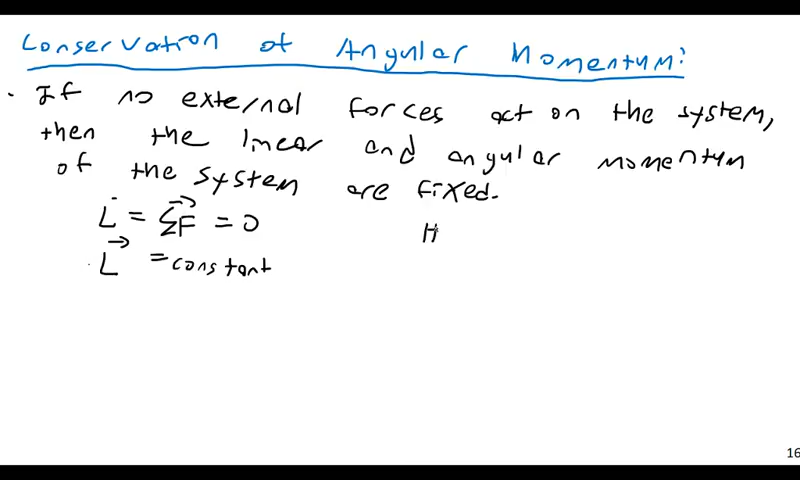 Conservation of Angular Momentum:
· If no external forces act on the system,
then the linear and angular momentum
of the system are fixed.
L̇ = ΣF⃗ = 0
H
L⃗ = constant
16